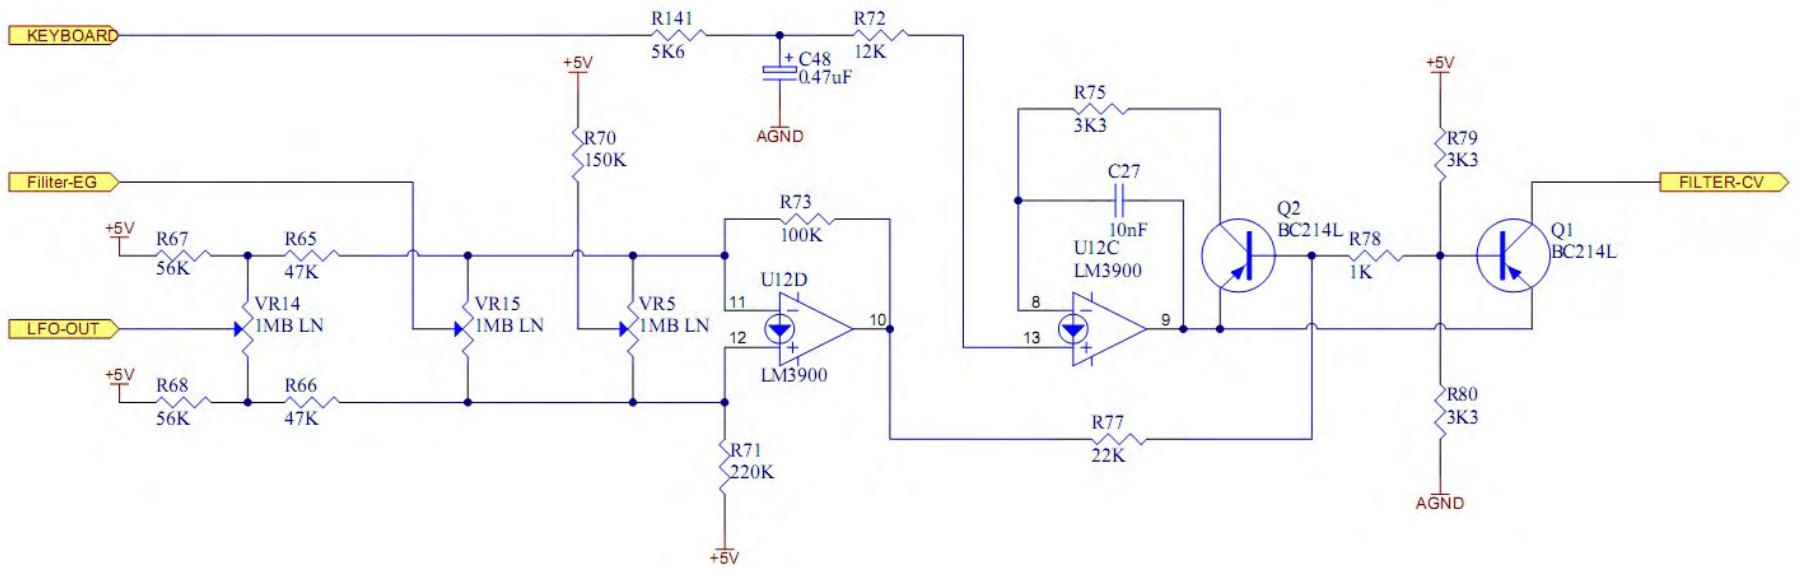 KEYBOARD
R141
5K6
R72
12K
+ C48
0.47uF
AGND
+5V
R70
150K
R75
3K3
+5V
R79
3K3
C27
10nF
Filiter-EG
FILTER-CV
R73
100K
Q2
BC214L
R78
1K
Q1
BC214L
+5V
R67
56K
R65
47K
U12C
LM3900
U12D
VR14
1MB LN
VR15
1MB LN
VR5
1MB LN
11
−
12
+
10
LM3900
8
−
13
+
9
LFO-OUT
+5V
R68
56K
R66
47K
R80
3K3
R77
22K
R71
220K
AGND
+5V